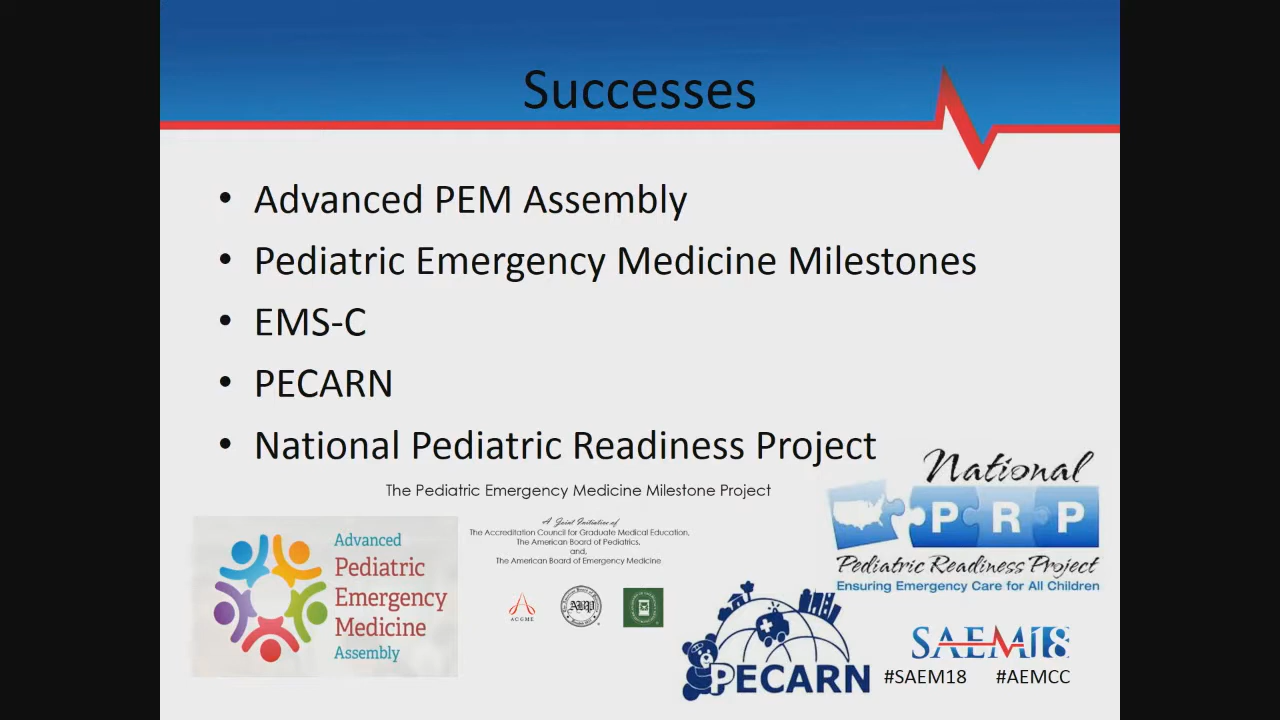 Successes
• Advanced PEM Assembly
• Pediatric Emergency Medicine Milestones
• EMS-C
• PECARN
• National Pediatric Readiness Project
The Pediatric Emergency Medicine Milestone Project
A Joint Initiative of
The Accreditation Council for Graduate Medical Education,
The American Board of Pediatrics,
and,
The American Board of Emergency Medicine
ACGME
ABP
Advanced
Pediatric
Emergency
Medicine
Assembly
PECARN
National
PRP
Pediatric Readiness Project
Ensuring Emergency Care for All Children
SAEM18
#SAEM18 #AEMCC